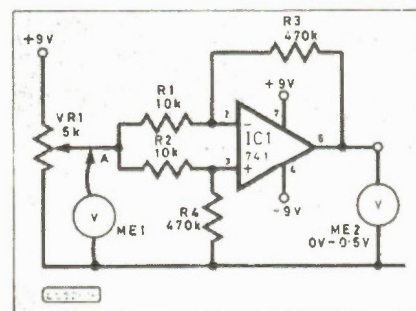 +9V
VR1
5k
A
V
ME1
R1
10k
R2
10k
R3
470k
R4
470k
2
3
−
+
IC1
741
7
+9V
6
4
-9V
V
ME2
0V-0.5V